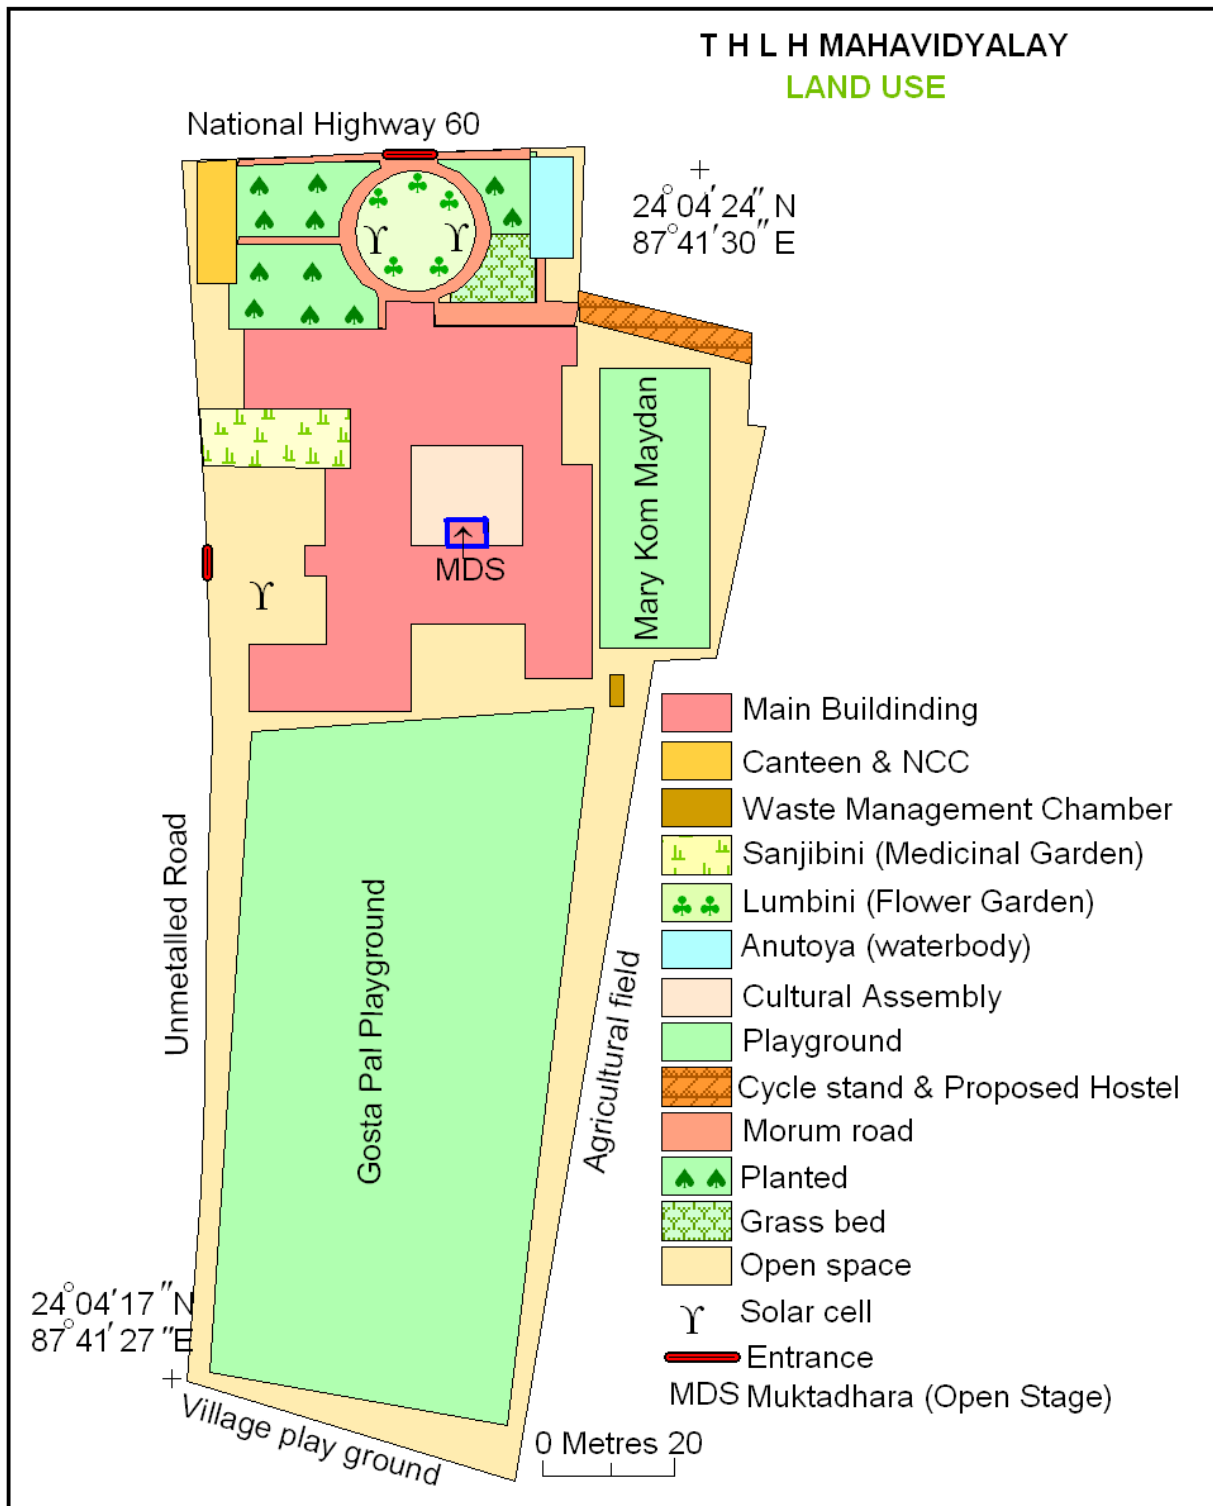 T H L H MAHAVIDYALAY
LAND USE
National Highway 60
24°04'24" N
87°41'30" E
Mary Kom Maydan
MDS
Unmetalled Road
Gosta Pal Playground
Agricultural field
Main Buildinding
Canteen & NCC
Waste Management Chamber
Sanjibini (Medicinal Garden)
Lumbini (Flower Garden)
Anutoya (waterbody)
Cultural Assembly
Playground
Cycle stand & Proposed Hostel
Morum road
Planted
Grass bed
Open space
Solar cell
Entrance
MDS Muktadhara (Open Stage)
24°04'17"N
87°41'27"E
Village play ground
0 Metres 20